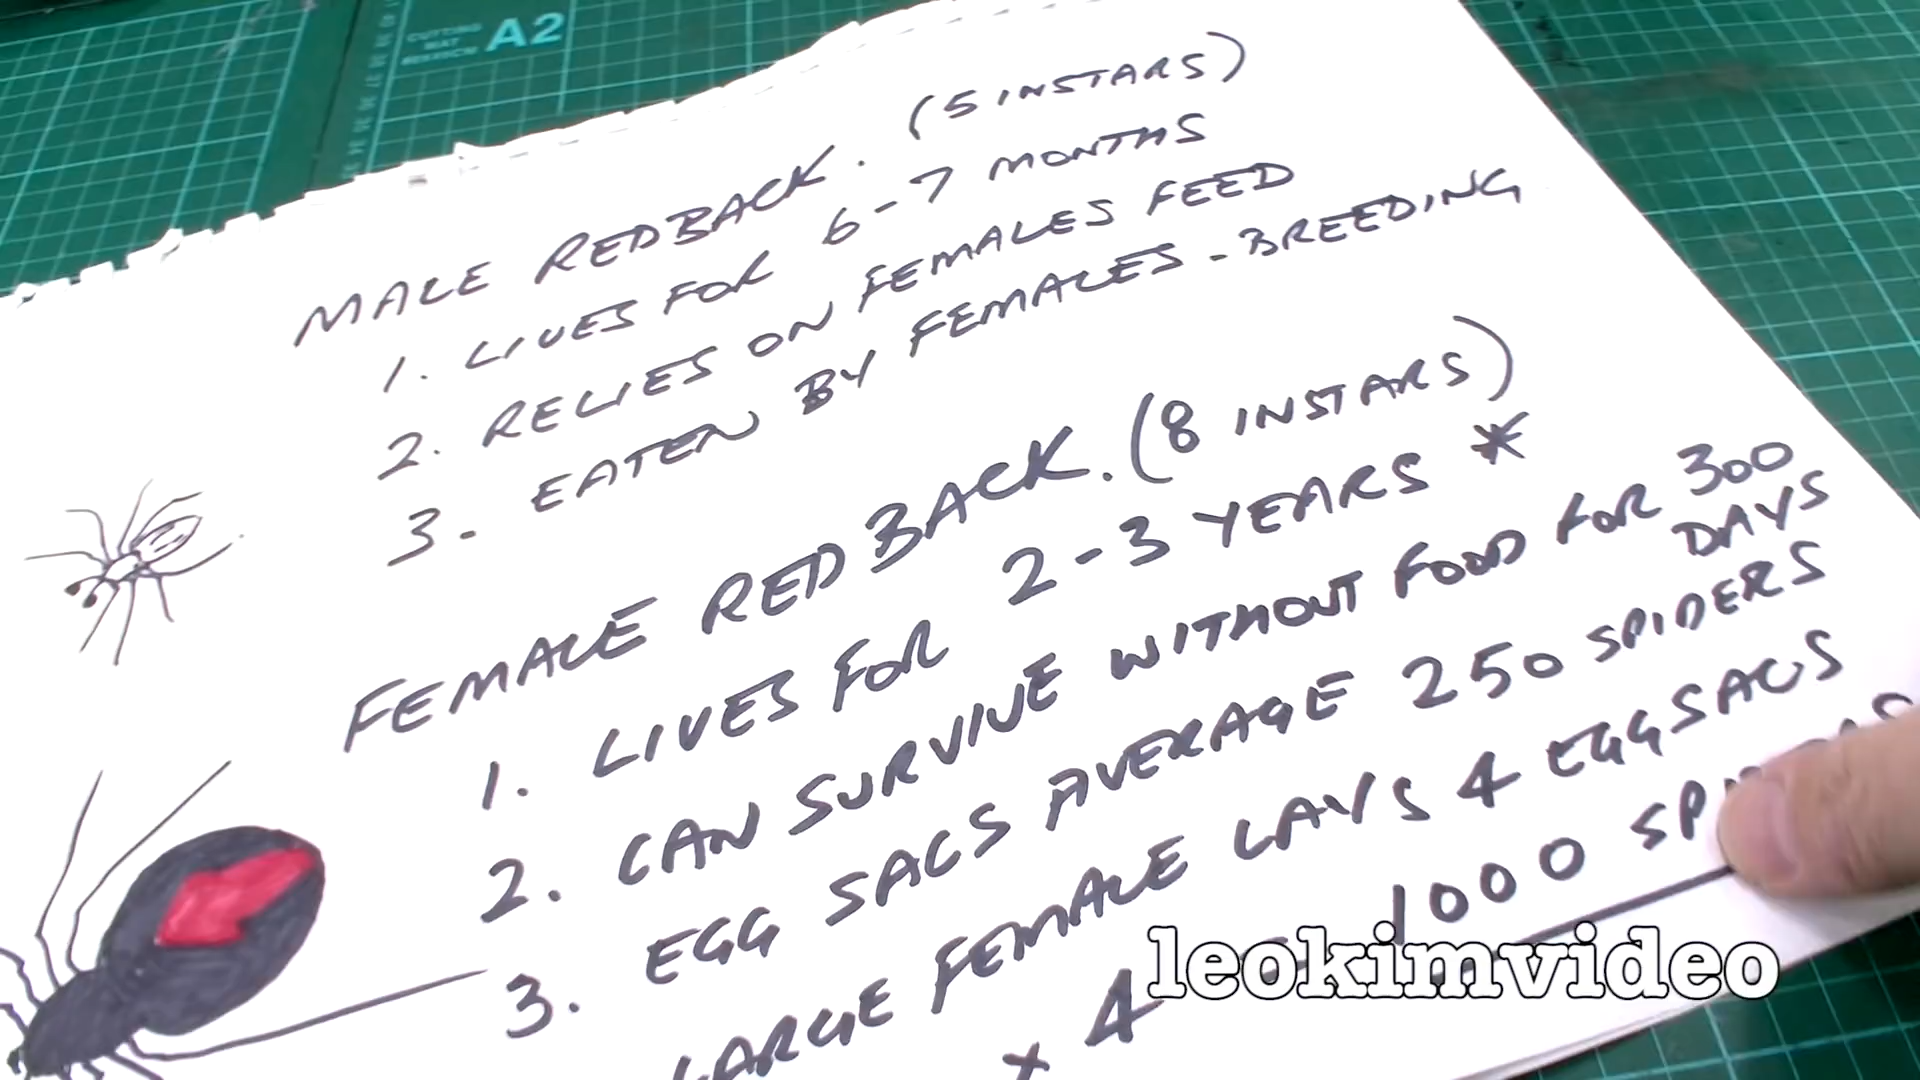 CUTTING
MAT
A2
MALE REDBACK. (5 INSTARS)
1. LIVES FOR 6-7 MONTHS
2. RELIES ON FEMALES FEED
3. EATEN BY FEMALES - BREEDING
FEMALE REDBACK. (8 INSTARS)
1. LIVES FOR 2-3 YEARS *
2. CAN SURVIVE WITHOUT FOOD FOR 300
DAYS
3. EGG SACS AVERAGE 250 SPIDERS
LARGE FEMALE LAYS 4 EGGSACS
x 4 = 1000
leokimvideo